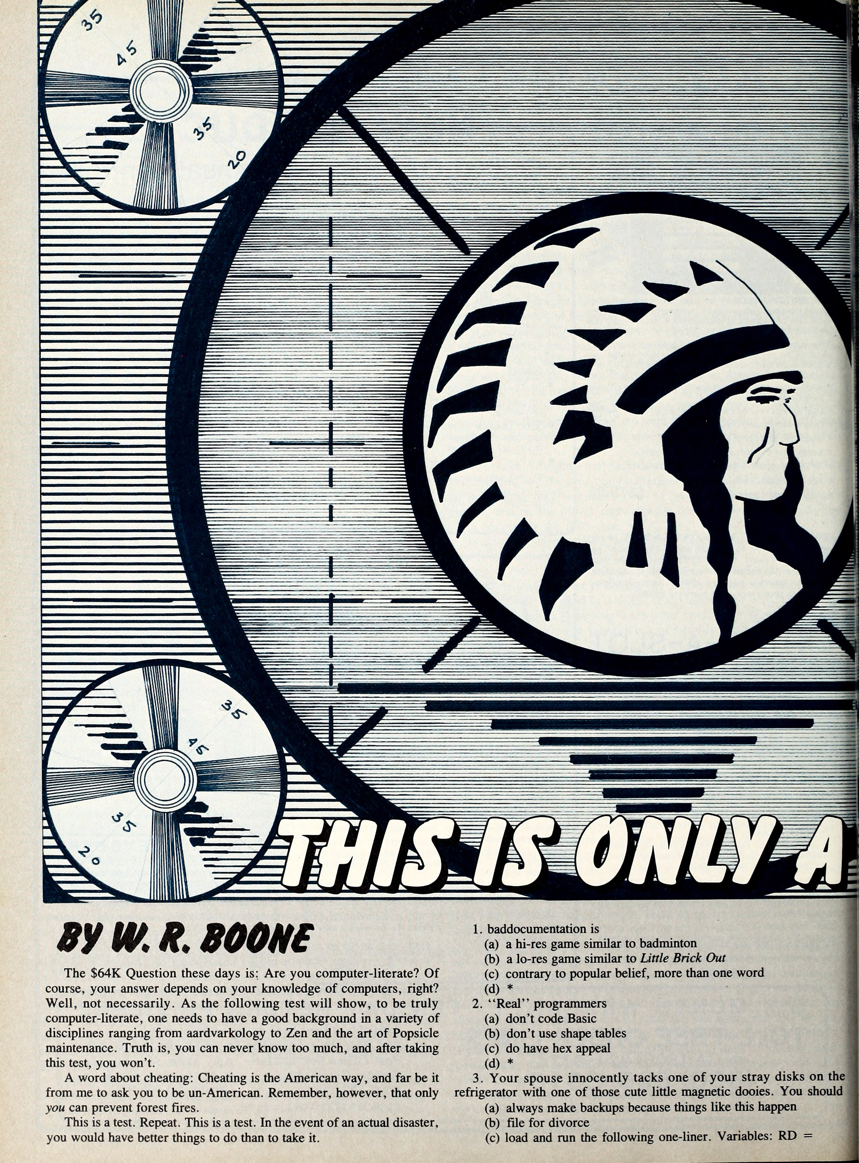 35
45
35
20
35
45
35
20
THIS IS ONLY A
BY W. R. BOONE
The $64K Question these days is: Are you computer-literate? Of
course, your answer depends on your knowledge of computers, right?
Well, not necessarily. As the following test will show, to be truly
computer-literate, one needs to have a good background in a variety of
disciplines ranging from aardvarkology to Zen and the art of Popsicle
maintenance. Truth is, you can never know too much, and after taking
this test, you won't.
A word about cheating: Cheating is the American way, and far be it
from me to ask you to be un-American. Remember, however, that only
you can prevent forest fires.
This is a test. Repeat. This is a test. In the event of an actual disaster,
you would have better things to do than to take it.
1. baddocumentation is
(a) a hi-res game similar to badminton
(b) a lo-res game similar to Little Brick Out
(c) contrary to popular belief, more than one word
(d) *
2. "Real" programmers
(a) don't code Basic
(b) don't use shape tables
(c) do have hex appeal
(d) *
3. Your spouse innocently tacks one of your stray disks on the
refrigerator with one of those cute little magnetic dooies. You should
(a) always make backups because things like this happen
(b) file for divorce
(c) load and run the following one-liner. Variables: RD =